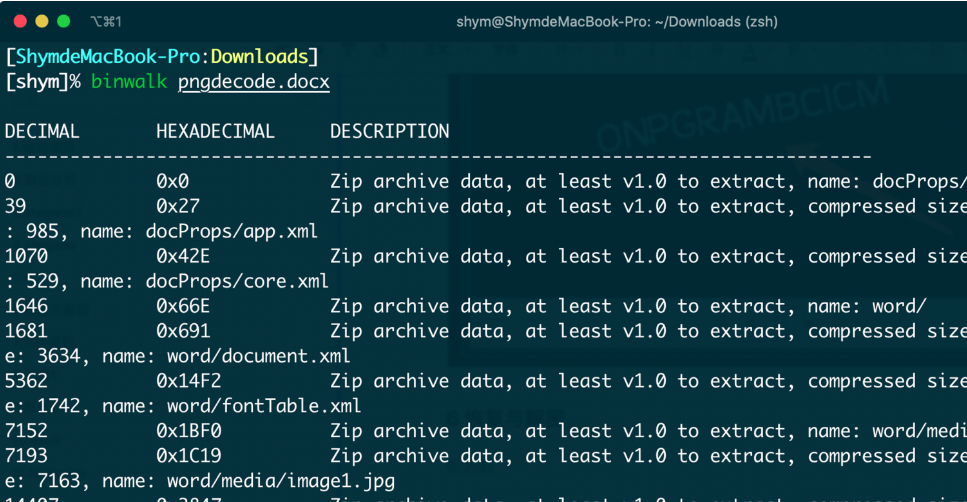 ⌥⌘1 shym@ShymdeMacBook-Pro: ~/Downloads (zsh)
[ShymdeMacBook-Pro:Downloads]
[shym]% binwalk pngdecode.docx
ONPGRAMBCICM
DECIMAL HEXADECIMAL DESCRIPTION
--------------------------------------------------------------------------------
0 0x0 Zip archive data, at least v1.0 to extract, name: docProps/
39 0x27 Zip archive data, at least v1.0 to extract, compressed size
: 985, name: docProps/app.xml
1070 0x42E Zip archive data, at least v1.0 to extract, compressed size
: 529, name: docProps/core.xml
1646 0x66E Zip archive data, at least v1.0 to extract, name: word/
1681 0x691 Zip archive data, at least v1.0 to extract, compressed size
e: 3634, name: word/document.xml
5362 0x14F2 Zip archive data, at least v1.0 to extract, compressed size
e: 1742, name: word/fontTable.xml
7152 0x1BF0 Zip archive data, at least v1.0 to extract, name: word/medi
7193 0x1C19 Zip archive data, at least v1.0 to extract, compressed size
e: 7163, name: word/media/image1.jpg